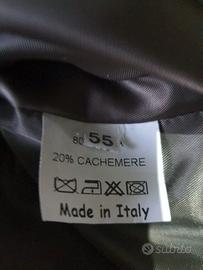 80 55
20% CACHEMERE
Made in Italy
subito